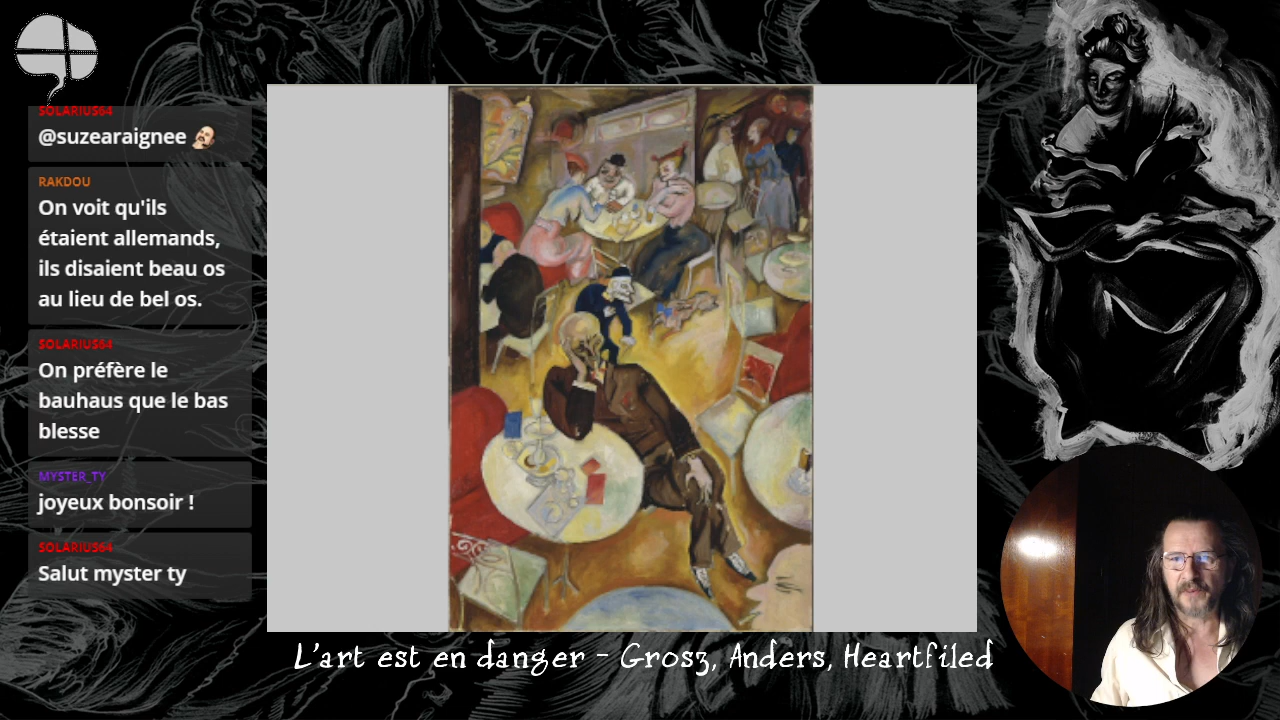 SOLARIUS64
@suzearaignee
RAKDOU
On voit qu'ils
étaient allemands,
ils disaient beau os
au lieu de bel os.
SOLARIUS64
On préfère le
bauhaus que le bas
blesse
MYSTER_TY
joyeux bonsoir !
SOLARIUS64
Salut myster ty
L'art est en danger - Grosz, Anders, Heartfiled